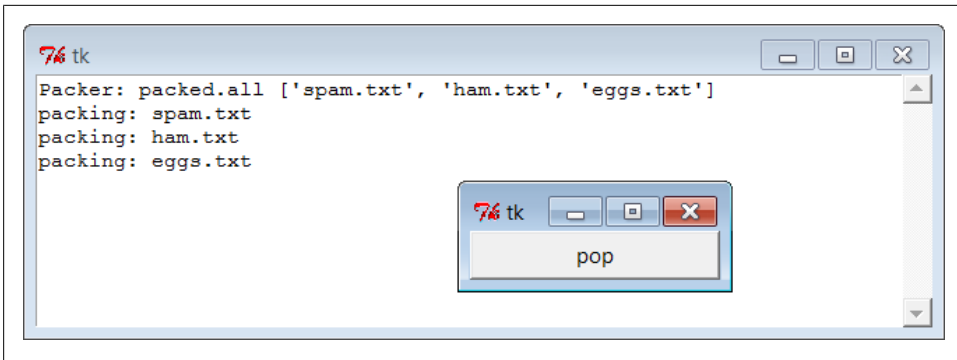 tk
Packer: packed.all ['spam.txt', 'ham.txt', 'eggs.txt']
packing: spam.txt
packing: ham.txt
packing: eggs.txt
tk
pop